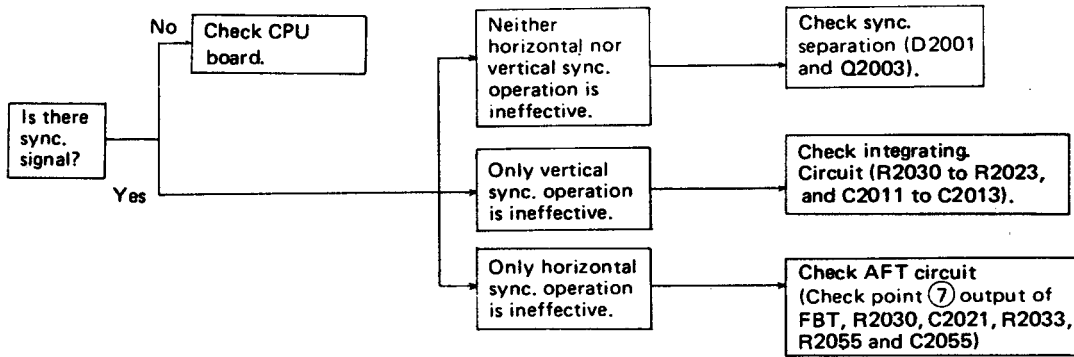 Is there
sync.
signal?
No
Yes
Check CPU
board.
Neither
horizontal nor
vertical sync.
operation is
ineffective.
Check sync.
separation (D2001
and Q2003).
Only vertical
sync. operation
is ineffective.
Check integrating.
Circuit (R2030 to R2023,
and C2011 to C2013).
Only horizontal
sync. operation is
ineffective.
Check AFT circuit
(Check point ⑦ output of
FBT, R2030, C2021, R2033,
R2055 and C2055)